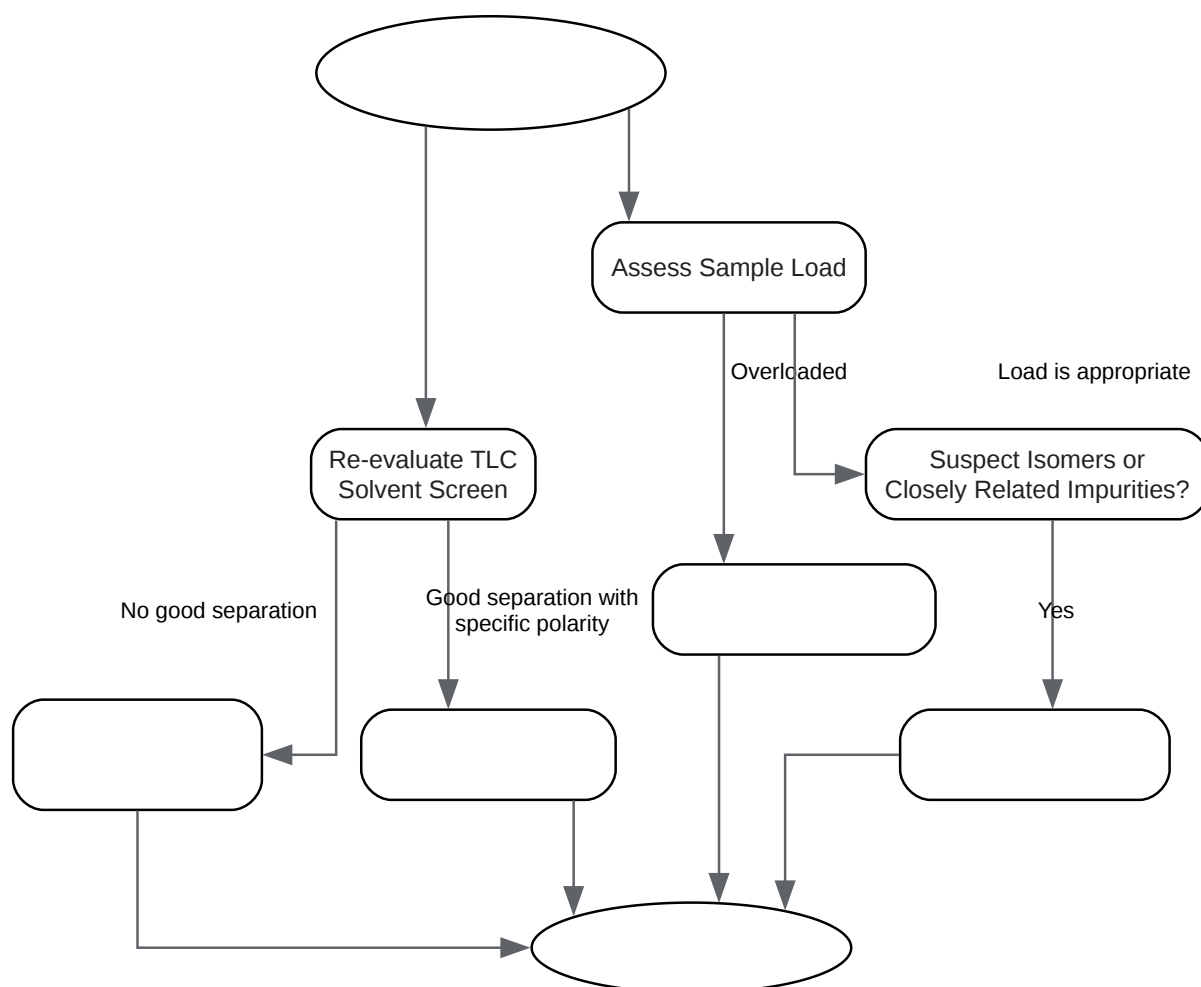 Assess Sample Load
Overloaded
Load is appropriate
Re-evaluate TLC
Solvent Screen
Suspect Isomers or
Closely Related Impurities?
No good separation
Good separation with
specific polarity
Yes